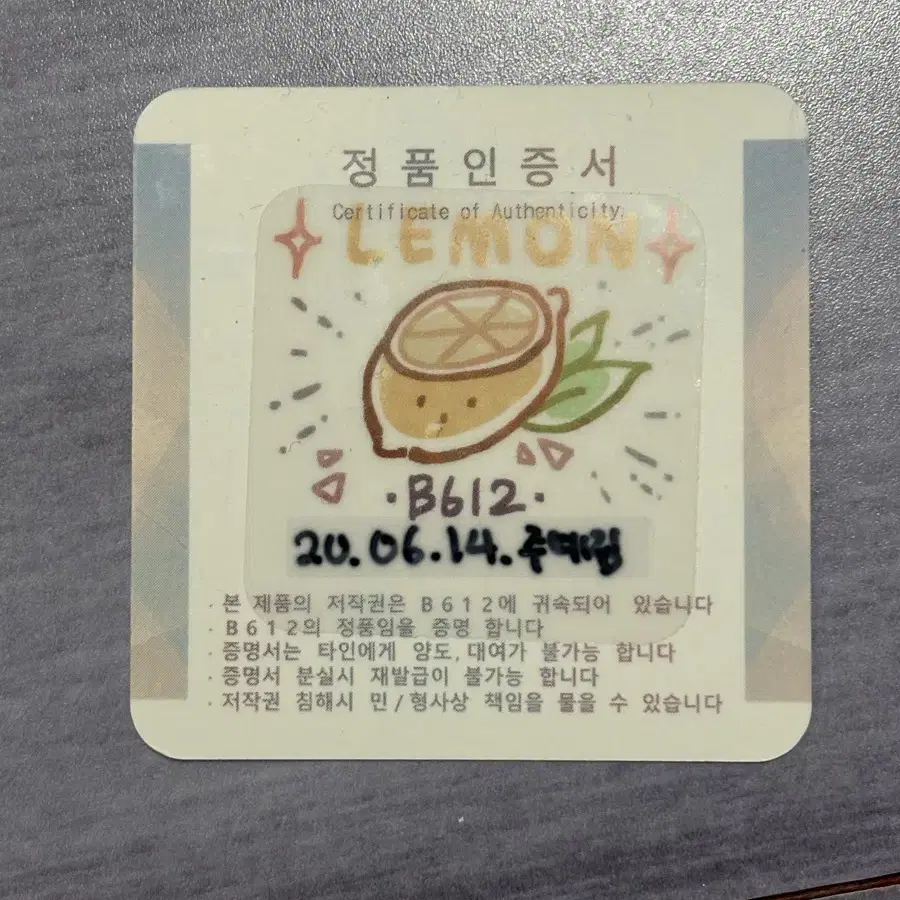 정품인증서
Certificate of Authenticity.
LEMON
·B612·
20.06.14.주예림
· 본 제품의 저작권은 B612에 귀속되어 있습니다
· B612의 정품임을 증명 합니다
· 증명서는 타인에게 양도,대여가 불가능 합니다
· 증명서 분실시 재발급이 불가능 합니다
· 저작권 침해시 민/형사상 책임을 물을 수 있습니다